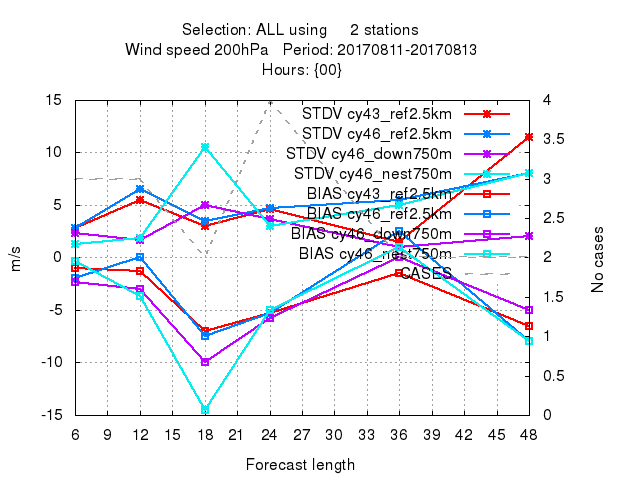 Selection: ALL using 2 stations
Wind speed 200hPa Period: 20170811-20170813
Hours: {00}
STDV cy43_ref2.5km
STDV cy46_ref2.5km
STDV cy46_down750m
STDV cy46_nest750m
BIAS cy43_ref2.5km
BIAS cy46_ref2.5km
BIAS cy46_down750m
BIAS cy46_nest750m
CASES
15
10
5
0
-5
-10
-15
m/s
4
3.5
3
2.5
2
1.5
1
0.5
0
No cases
6 9 12 15 18 21 24 27 30 33 36 39 42 45 48
Forecast length